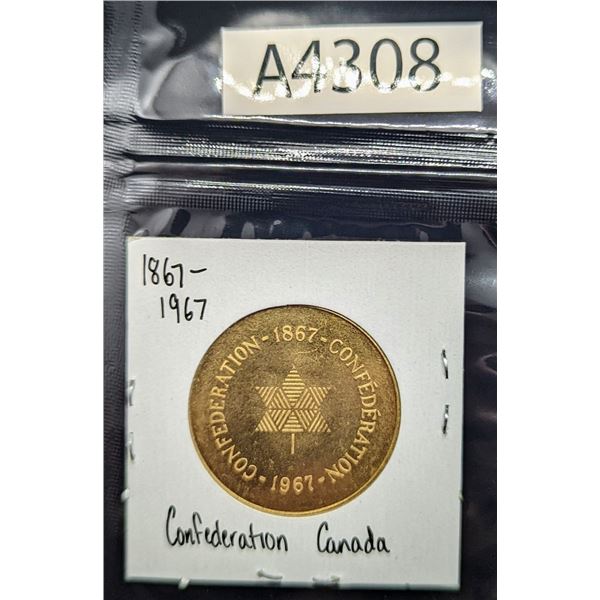 A4308
1867-
1967
CONFEDERATION - 1867 - CONFÉDÉRATION - 1967 -
Confederation Canada